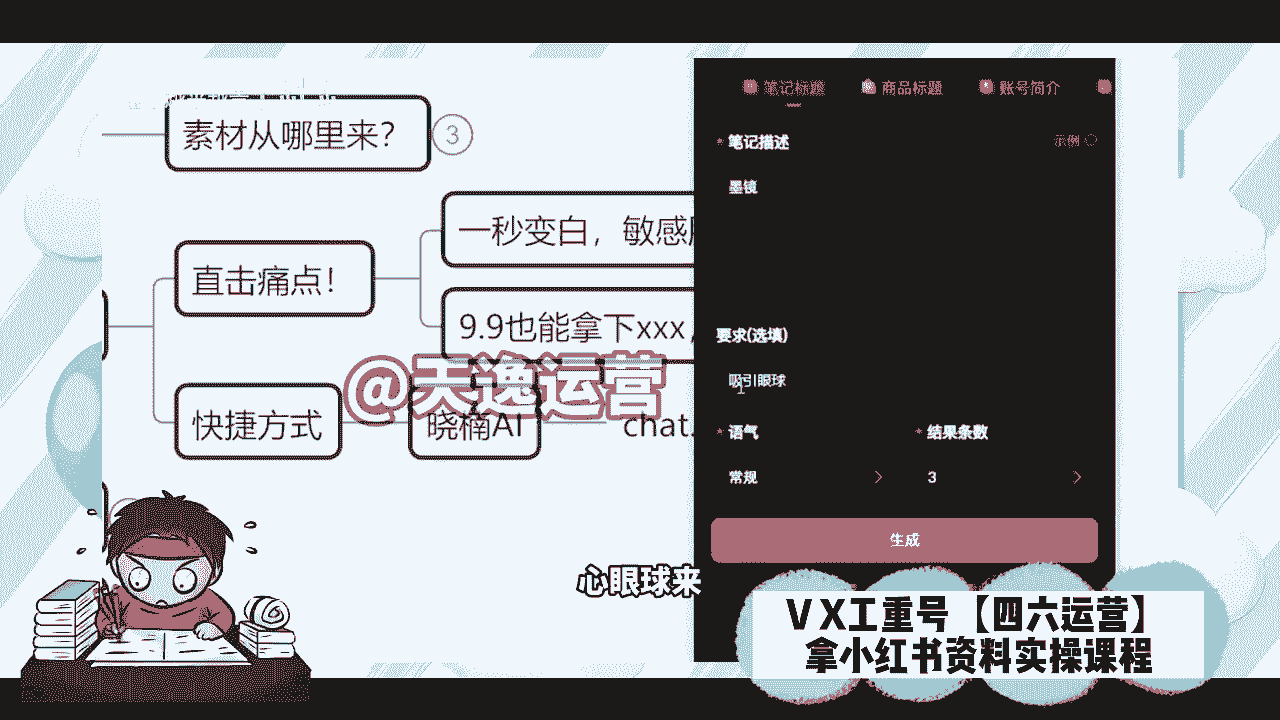 素材从哪里来?
3
一秒变白，敏感
直击痛点!
9.9也能拿下xxx,
快捷方式
晓楠AI
chat.
@天逸运营
笔记标题
商品标题
账号简介
* 笔记描述
示例
墨镜
要求(选填)
吸引眼球
* 语气
* 结果条数
常规
3
生成
心眼球来
VX工重号【四六运营】
拿小红书资料实操课程